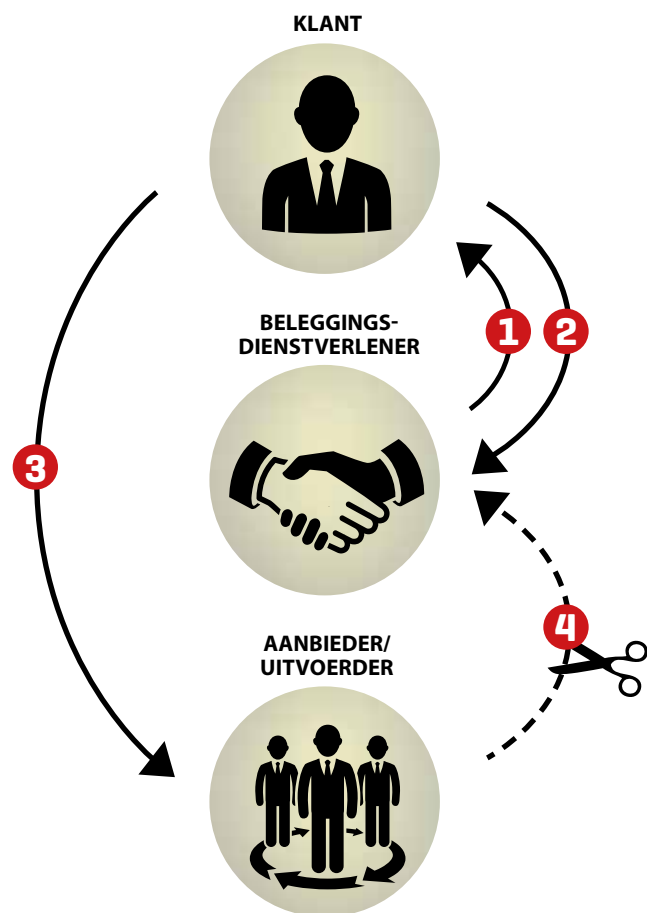 KLANT
BELEGGINGS-
DIENSTVERLENER
1
2
3
AANBIEDER/
UITVOERDER
4